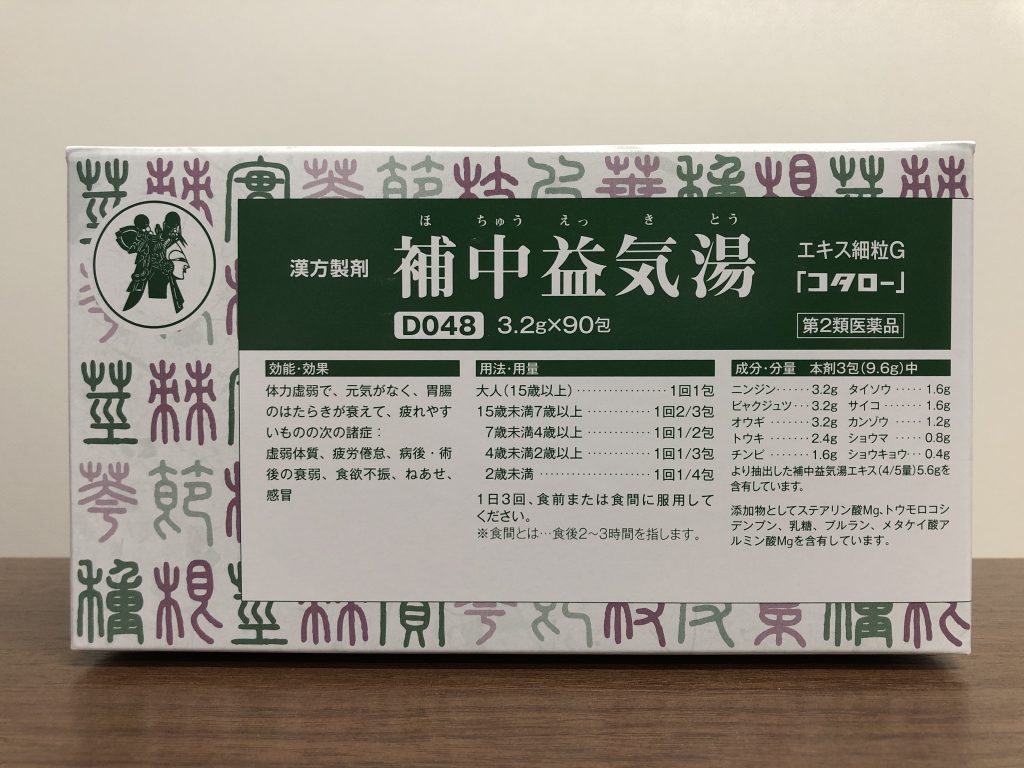 ほ ちゅう えっ き とう
漢方製剤
補中益気湯
エキス細粒G
「コタロー」
D048 3.2g×90包
第2類医薬品
効能・効果
体力虚弱で、元気がなく、胃腸
のはたらきが衰えて、疲れやす
いものの次の諸症：
虚弱体質、疲労倦怠、病後・術
後の衰弱、食欲不振、ねあせ、
感冒
用法・用量
大人(15歳以上)･･････････････1回1包
15歳未満7歳以上･･････････1回2/3包
7歳未満4歳以上･･････････1回1/2包
4歳未満2歳以上･･････････1回1/3包
2歳未満･････････････････1回1/4包
1日3回、食前または食間に服用して
ください。
※食間とは…食後2〜3時間を指します。
成分・分量 本剤3包(9.6g)中
ニンジン･･････3.2g タイソウ･････1.6g
ビャクジュツ･･･3.2g サイコ･･････1.6g
オウギ･･･････3.2g カンゾウ･････1.2g
トウキ･･･････2.4g ショウマ･････0.8g
チンピ･･･････1.6g ショウキョウ･･･0.4g
より抽出した補中益気湯エキス(4/5量)5.6gを
含有しています。
添加物としてステアリン酸Mg、トウモロコシ
デンプン、乳糖、プルラン、メタケイ酸ア
ルミン酸Mgを含有しています。